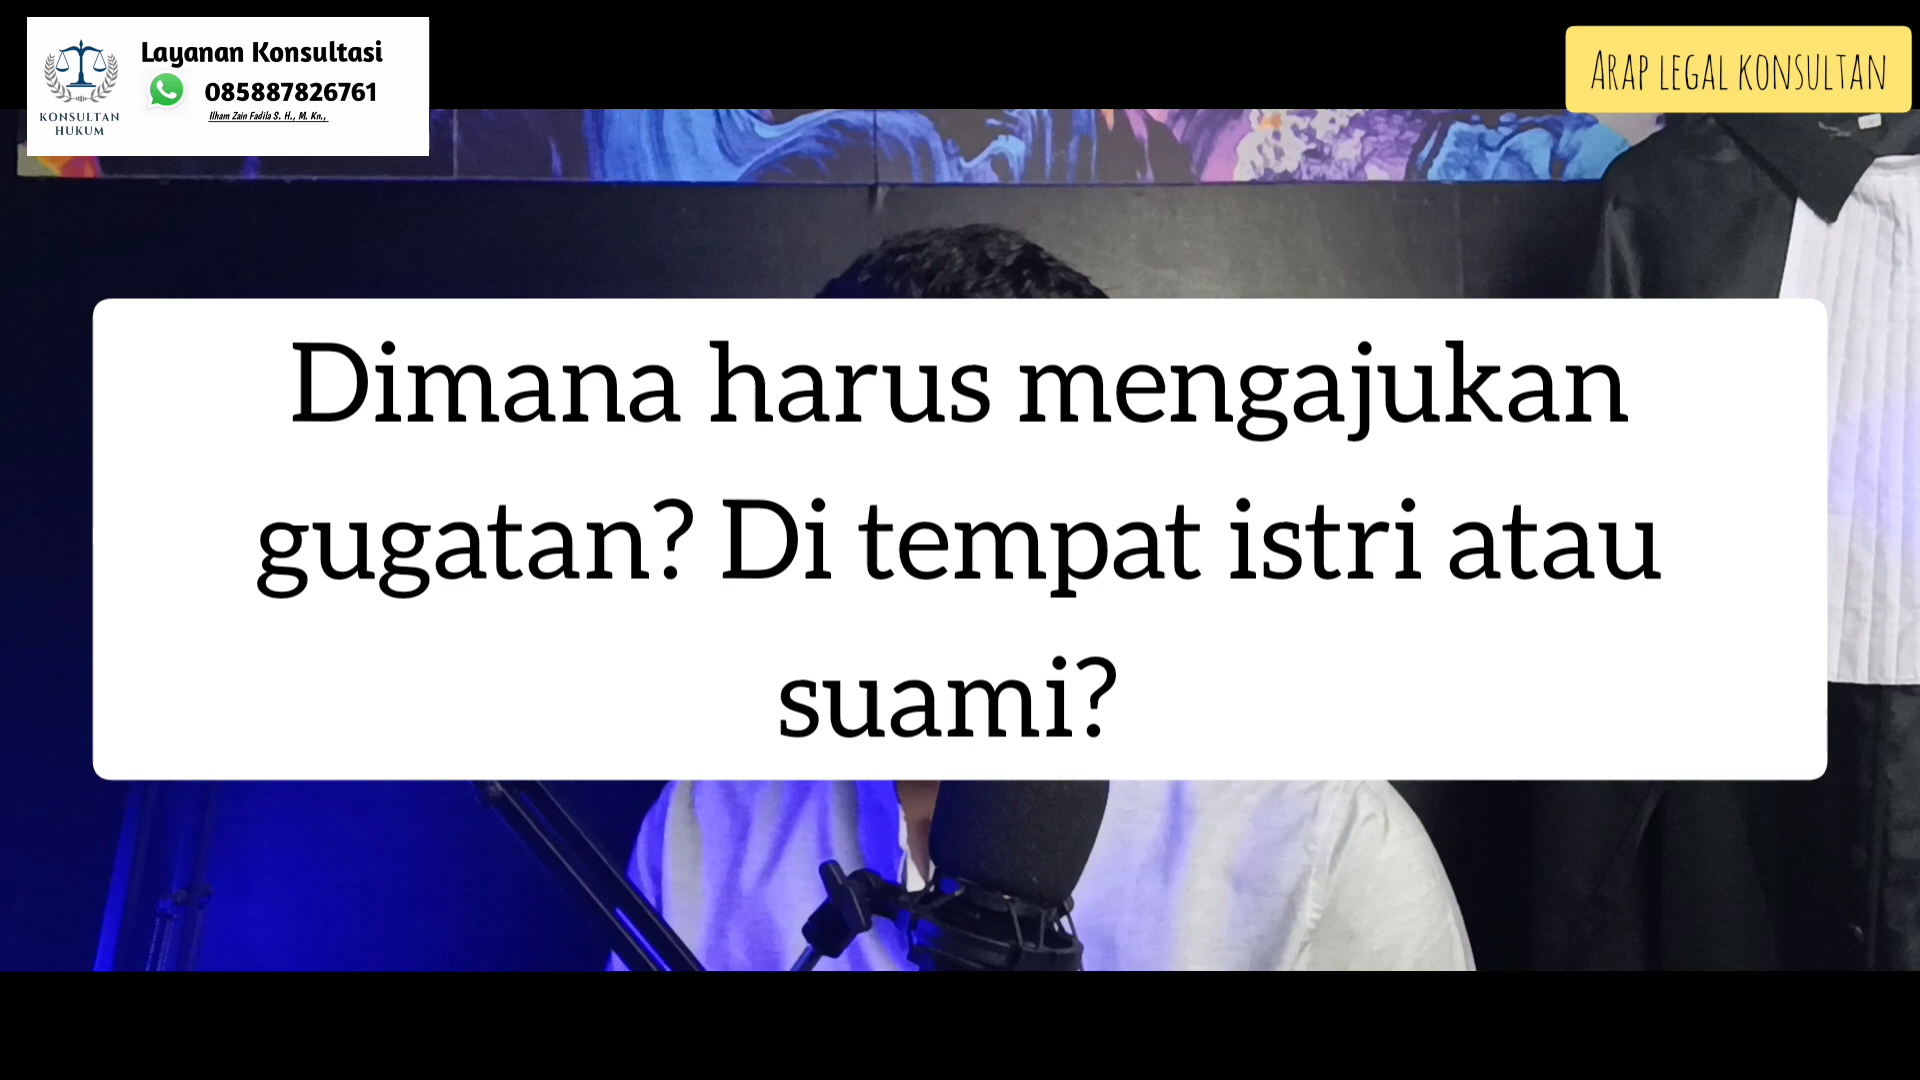 Layanan Konsultasi
085887826761
Ilham Zain Fadila S. H., M. Kn.,
KONSULTAN
HUKUM
ARAP LEGAL KONSULTAN
Dimana harus mengajukan
gugatan? Di tempat istri atau
suami?